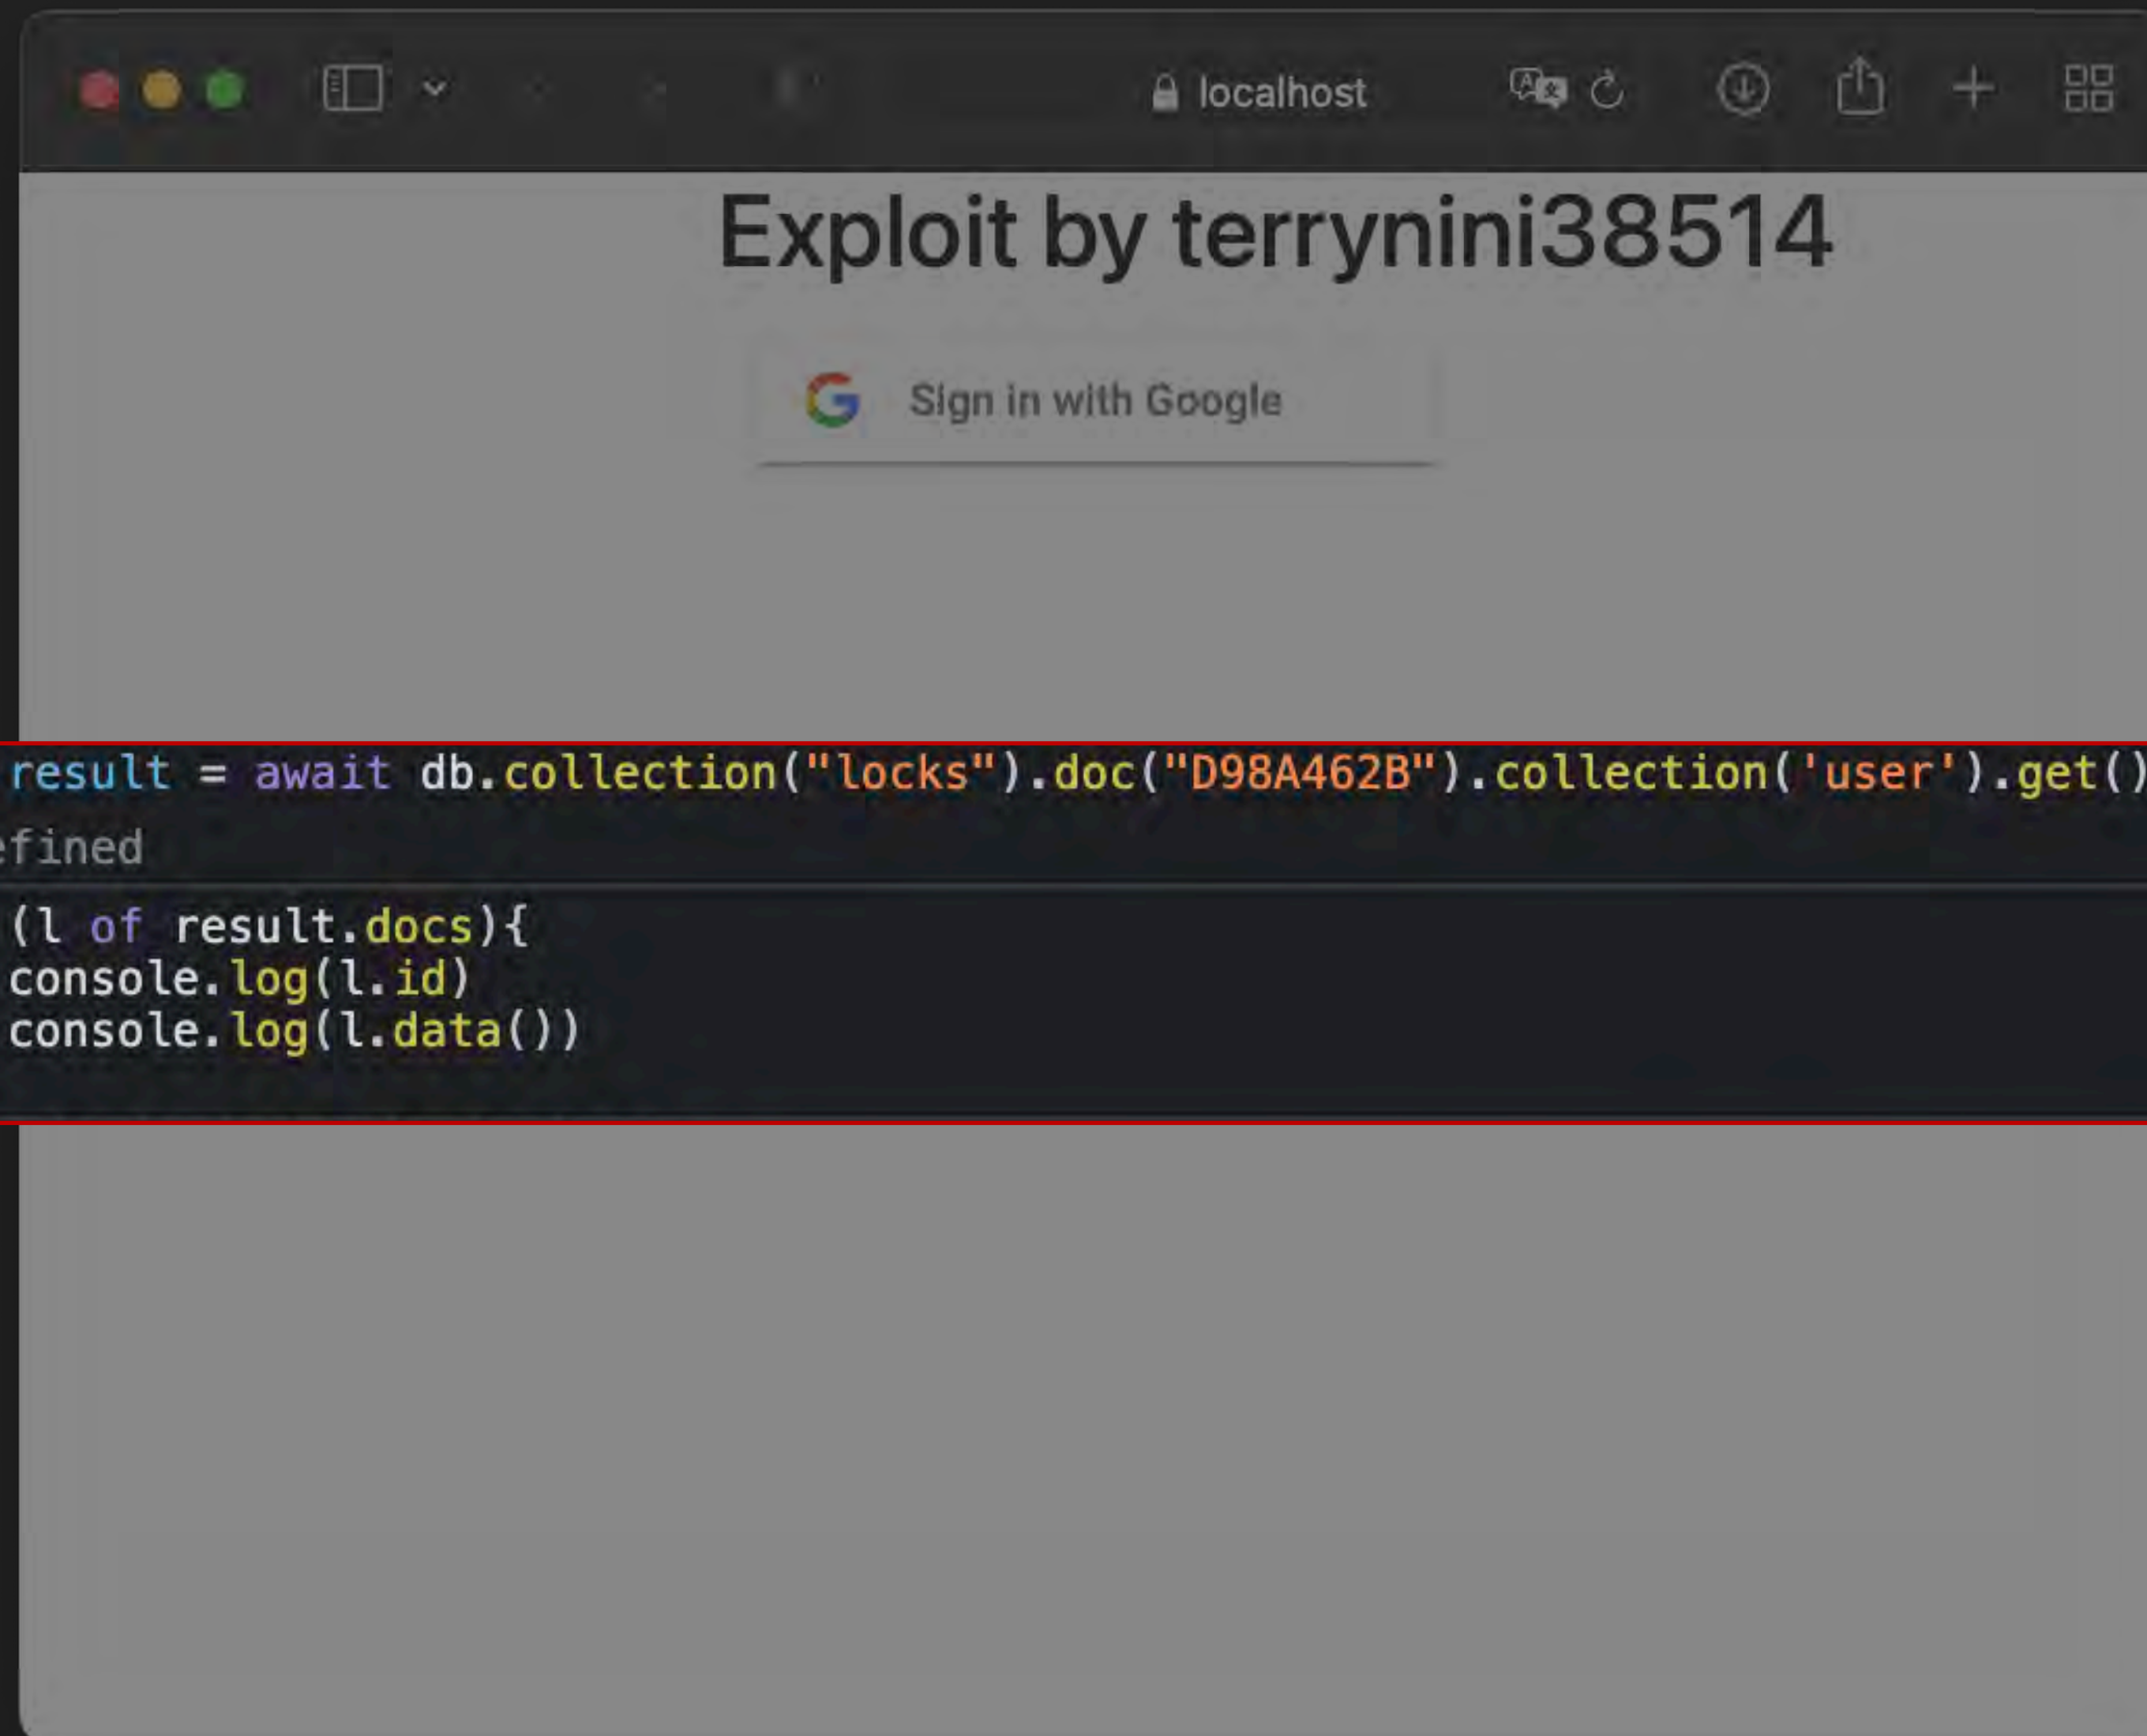 localhost
Exploit by terrynini38514
Sign in with Google
result = await db.collection("locks").doc("D98A462B").collection('user').get()
efined
(l of result.docs){
console.log(l.id)
console.log(l.data())